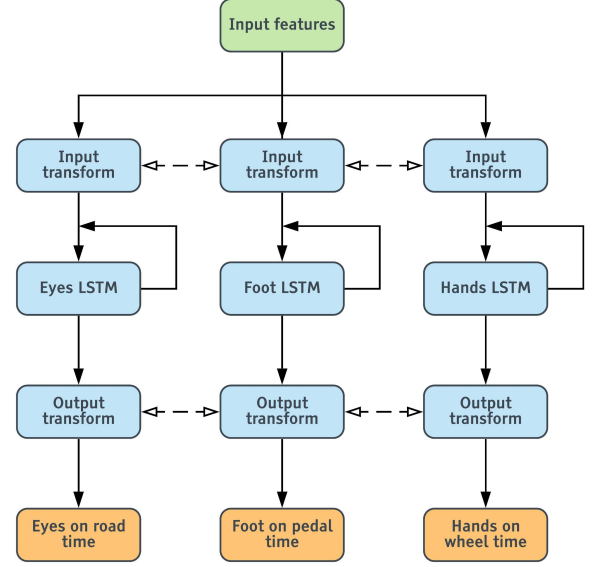 Input features
Input
transform
Input
transform
Input
transform
Eyes LSTM
Foot LSTM
Hands LSTM
Output
transform
Output
transform
Output
transform
Eyes on road
time
Foot on pedal
time
Hands on
wheel time